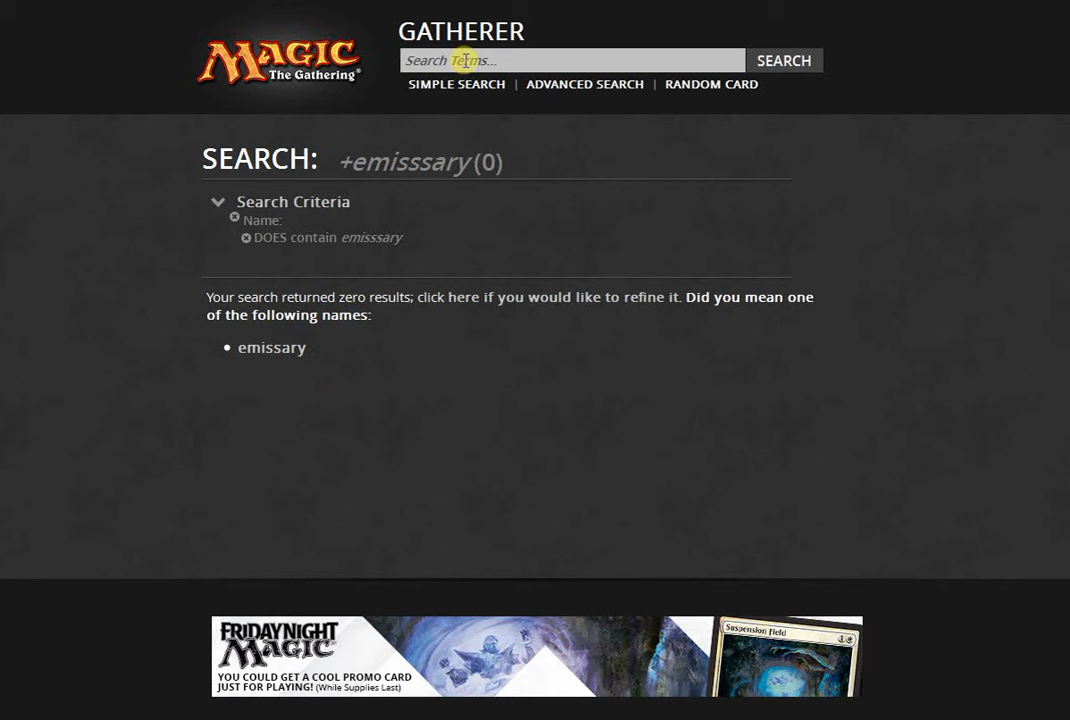 MAGIC
The Gathering®
GATHERER
Search Terms...
SEARCH
SIMPLE SEARCH | ADVANCED SEARCH | RANDOM CARD
SEARCH: +emisssary (0)
Search Criteria
Name:
DOES contain emisssary
Your search returned zero results; click here if you would like to refine it. Did you mean one
of the following names:
• emissary
FRIDAY NIGHT
MAGIC
YOU COULD GET A COOL PROMO CARD
JUST FOR PLAYING! (While Supplies Last)
Suspension Field
1